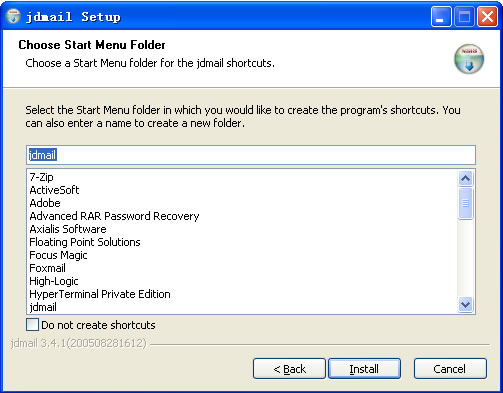 jdmail Setup
Choose Start Menu Folder
Choose a Start Menu folder for the jdmail shortcuts.
Select the Start Menu folder in which you would like to create the program's shortcuts. You
can also enter a name to create a new folder.
jdmail
7-Zip
ActiveSoft
Adobe
Advanced RAR Password Recovery
Axialis Software
Floating Point Solutions
Focus Magic
Foxmail
High-Logic
HyperTerminal Private Edition
jdmail
Do not create shortcuts
jdmail 3.4.1(200508281612)
< Back
Install
Cancel